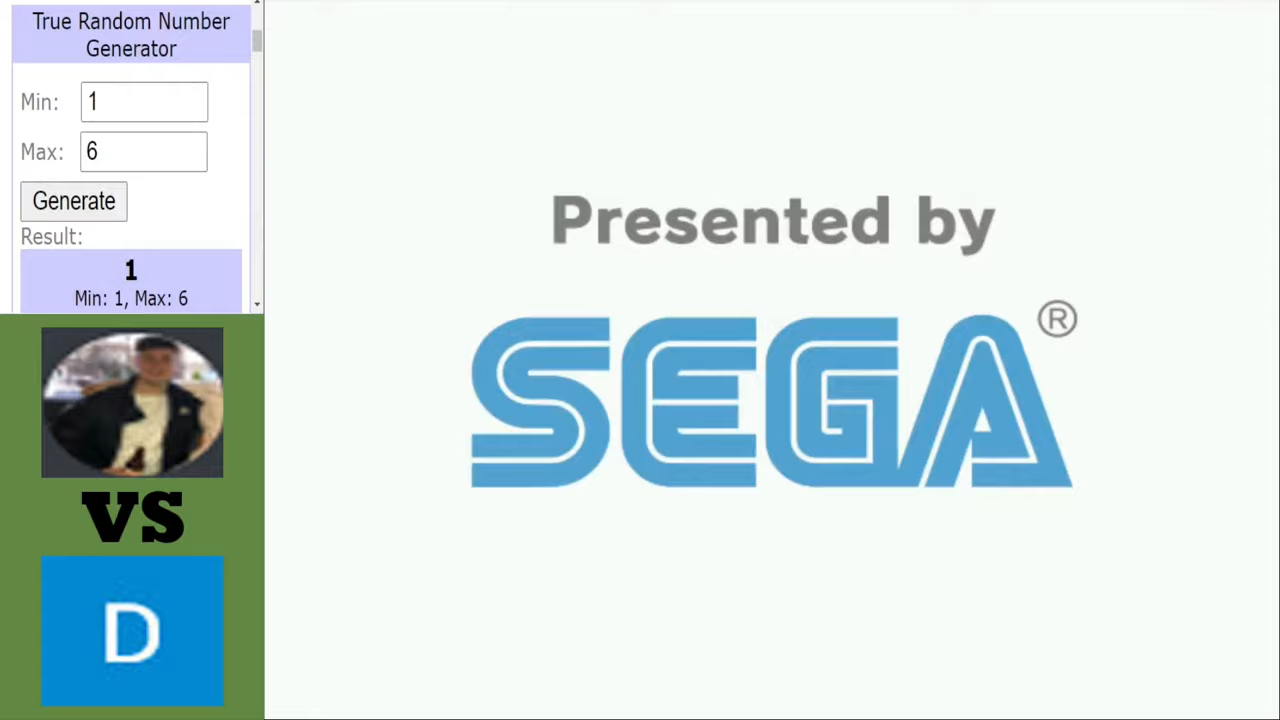 True Random Number
Generator
Min: 1
Max: 6
Generate
Result:
1
Min: 1, Max: 6
VS
D
Presented by
SEGA®